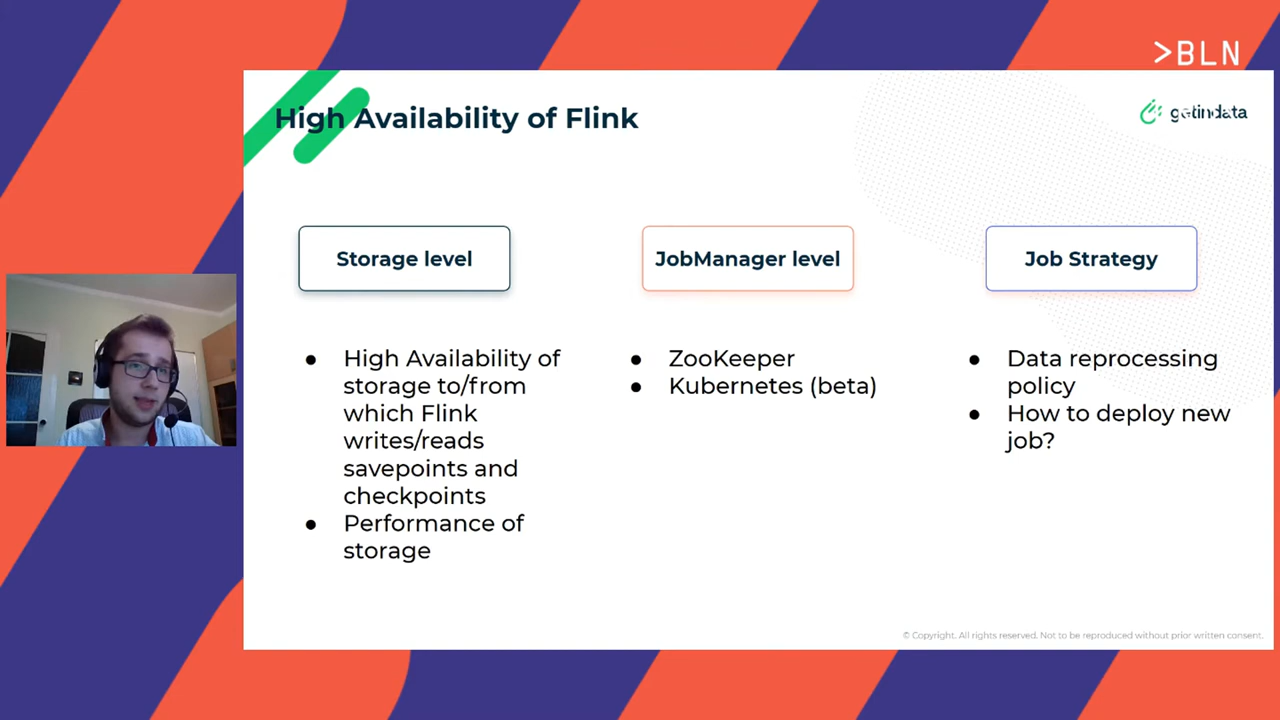 >BLN
High Availability of Flink
getindata
Storage level
JobManager level
Job Strategy
● High Availability of
storage to/from
which Flink
writes/reads
savepoints and
checkpoints
● Performance of
storage
● ZooKeeper
● Kubernetes (beta)
● Data reprocessing
policy
● How to deploy new
job?
© Copyright. All rights reserved. Not to be reproduced without prior written consent.